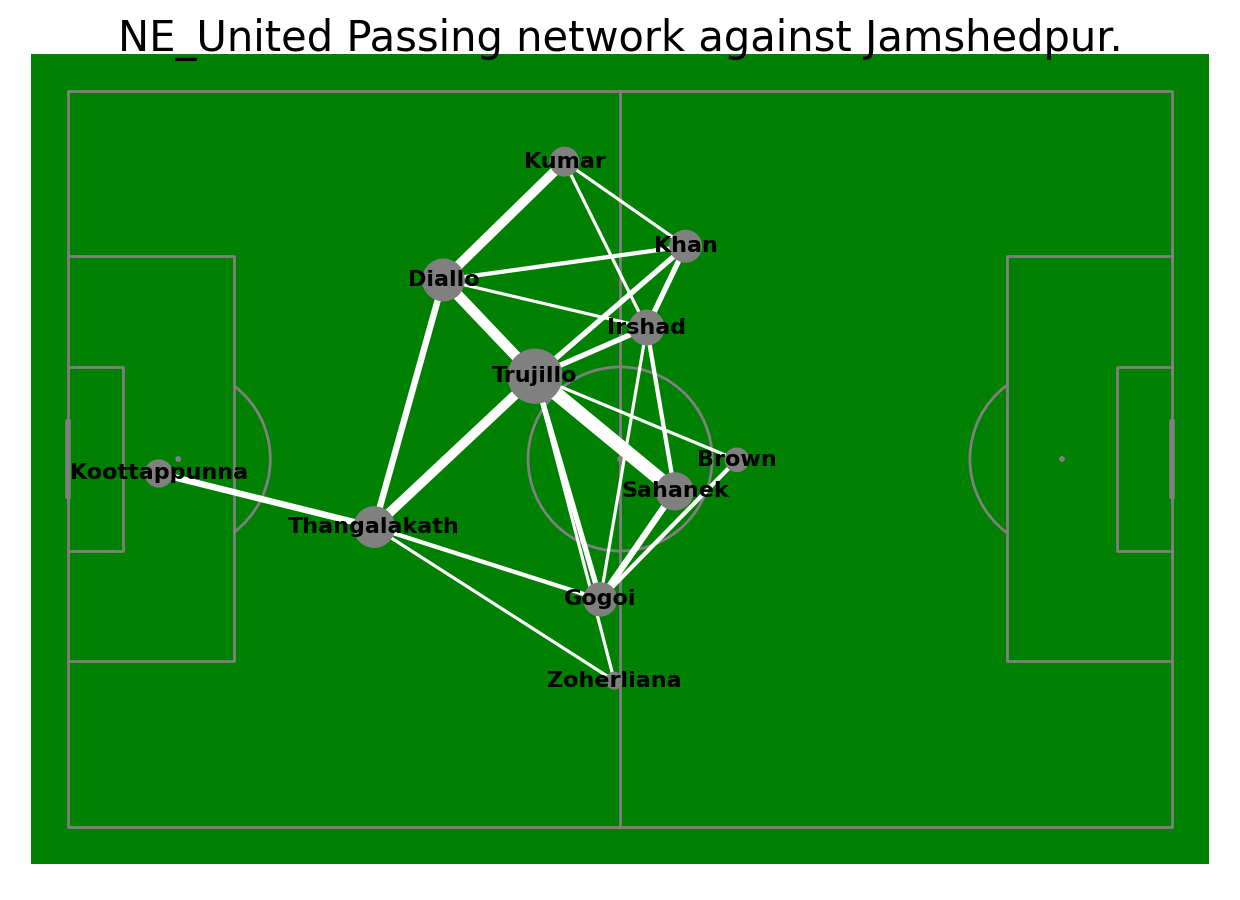 NE_United Passing network against Jamshedpur.
Kumar
Khan
Diallo
Irshad
Trujillo
Brown
Koottappunna
Sahanek
Thangalakath
Gogoi
Zoherliana